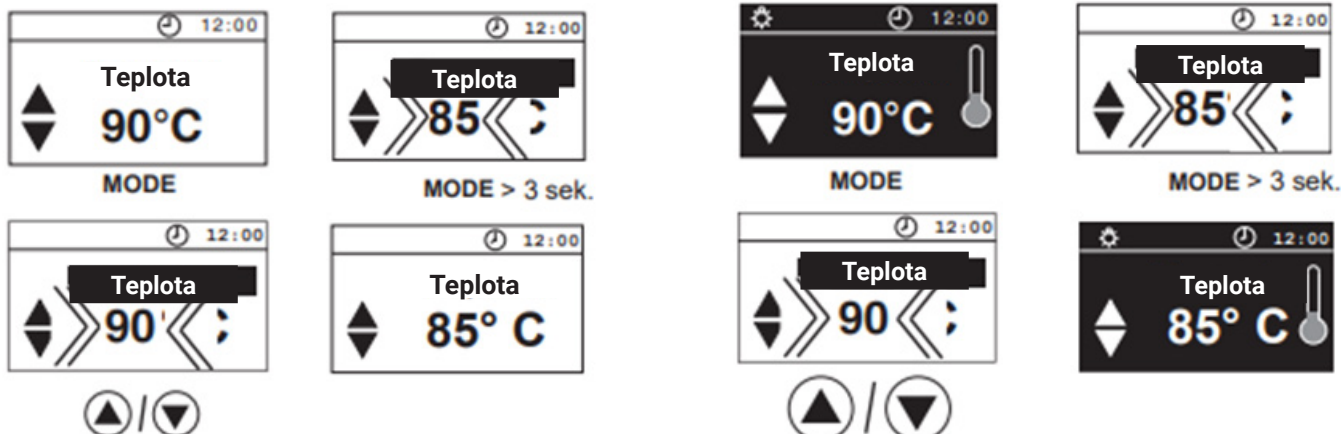 12:00
Teplota
90°C
MODE
12:00
Teplota
90
/
12:00
Teplota
85
MODE > 3 sek.
12:00
Teplota
85° C
12:00
Teplota
90°C
MODE
12:00
Teplota
90
/
12:00
Teplota
85
MODE > 3 sek.
12:00
Teplota
85° C